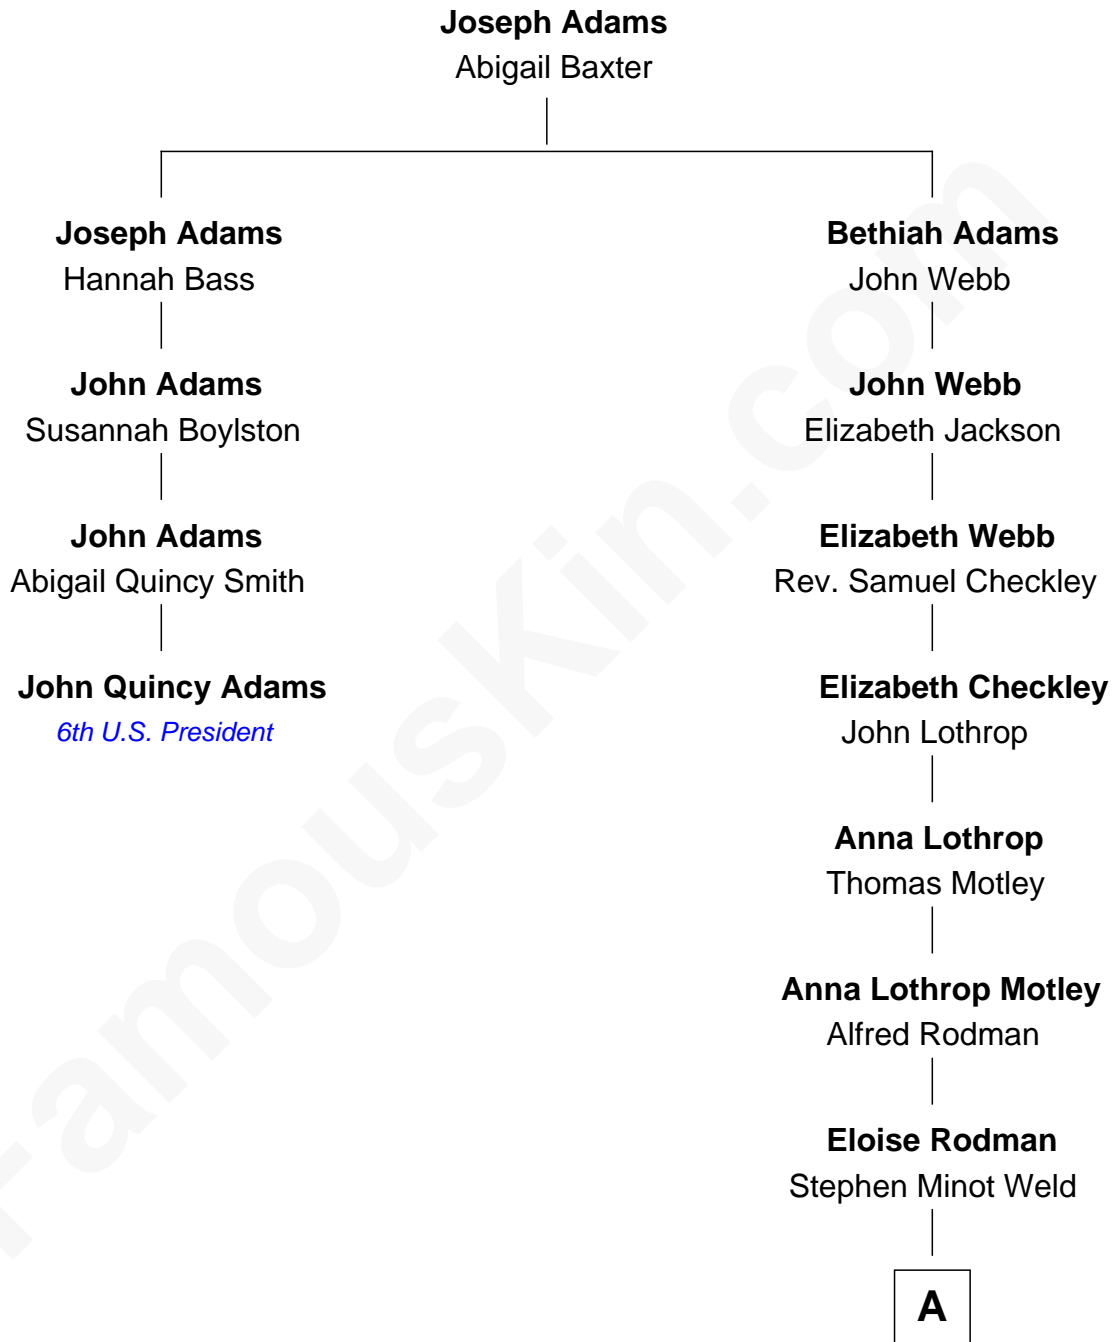 Joseph Adams
Abigail Baxter
Joseph Adams
Hannah Bass
John Adams
Susannah Boylston
John Adams
Abigail Quincy Smith
John Quincy Adams
6th U.S. President
Bethiah Adams
John Webb
John Webb
Elizabeth Jackson
Elizabeth Webb
Rev. Samuel Checkley
Elizabeth Checkley
John Lothrop
Anna Lothrop
Thomas Motley
Anna Lothrop Motley
Alfred Rodman
Eloise Rodman
Stephen Minot Weld
A
FamousKin.com